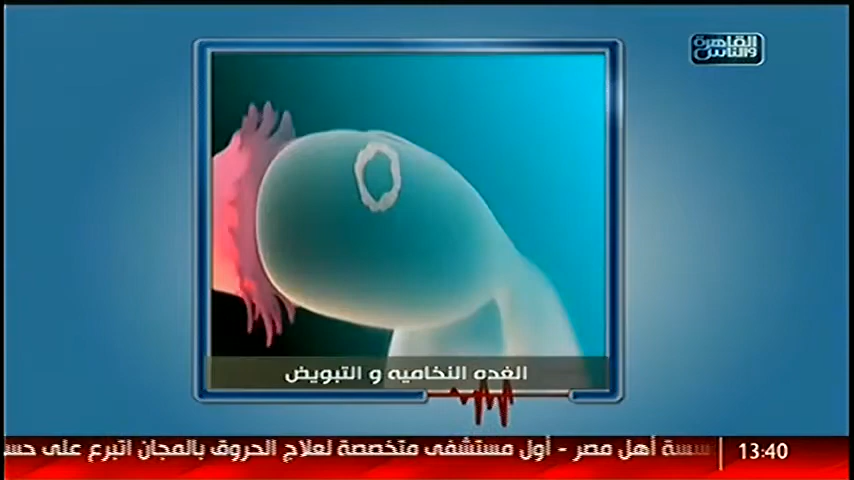 القاهرة
والناس
الغده النخاميه و التبويض
13:40
سسة أهل مصر - أول مستشفى متخصصة لعلاج الحروق بالمجان اتبرع على حس